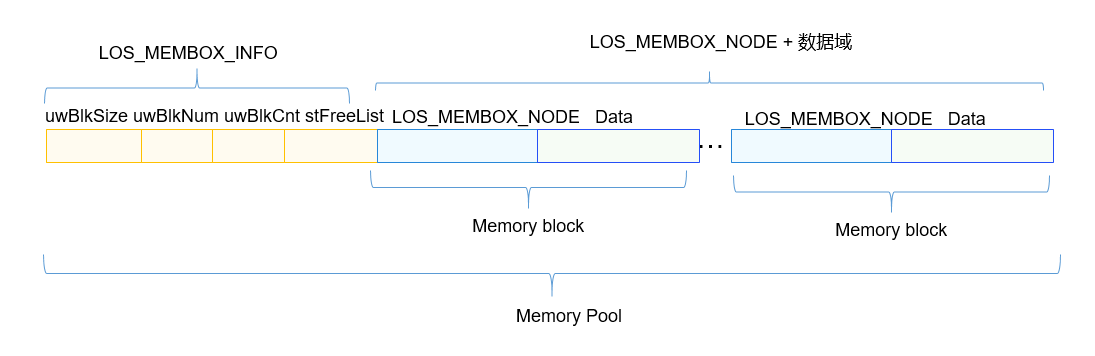 LOS_MEMBOX_INFO
LOS_MEMBOX_NODE + 数据域
uwBlkSize uwBlkNum uwBlkCnt stFreeList
LOS_MEMBOX_NODE Data
...
LOS_MEMBOX_NODE Data
Memory block
Memory block
Memory Pool